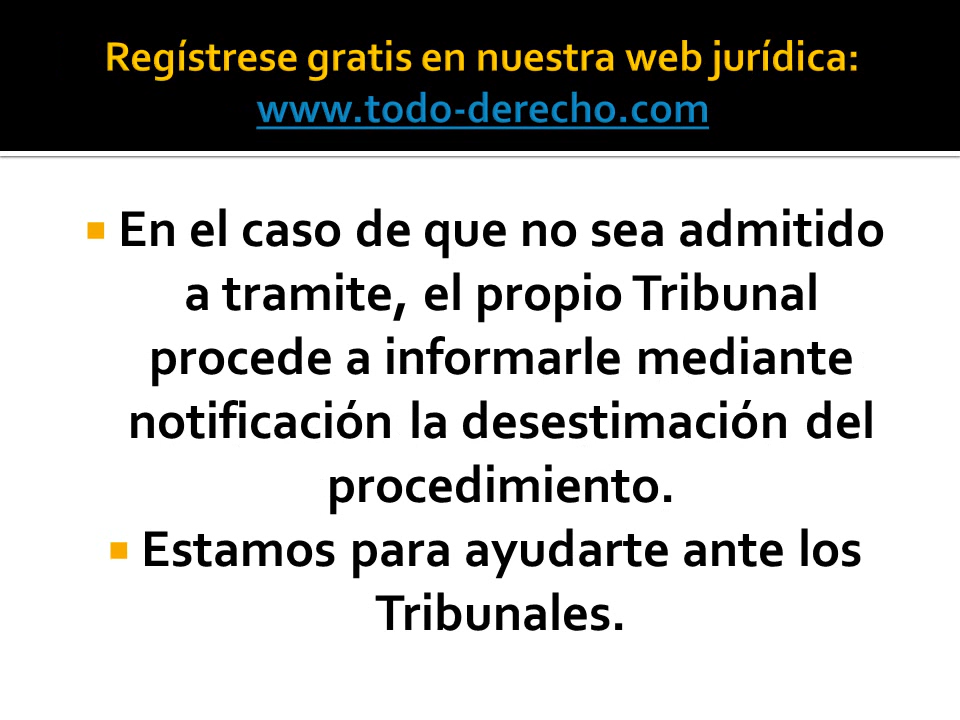 Regístrese gratis en nuestra web jurídica:
www.todo-derecho.com
En el caso de que no sea admitido
a tramite, el propio Tribunal
procede a informarle mediante
notificación la desestimación del
procedimiento.
Estamos para ayudarte ante los
Tribunales.